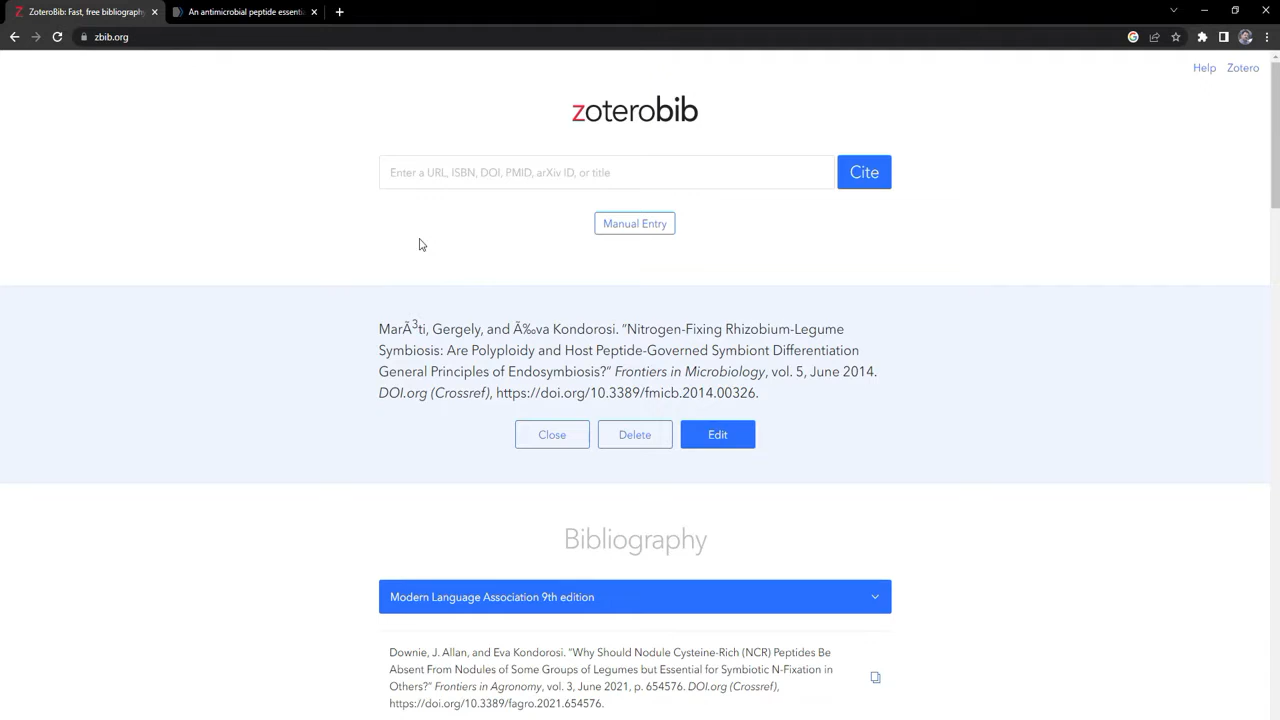 ZoteroBib: Fast, free bibliography
An antimicrobial peptide essenti
zbib.org
Help Zotero
zoterobib
Enter a URL, ISBN, DOI, PMID, arXiv ID, or title
Cite
Manual Entry
MarÃ³ti, Gergely, and Ã‰va Kondorosi. “Nitrogen-Fixing Rhizobium-Legume
Symbiosis: Are Polyploidy and Host Peptide-Governed Symbiont Differentiation
General Principles of Endosymbiosis?” Frontiers in Microbiology, vol. 5, June 2014.
DOI.org (Crossref), https://doi.org/10.3389/fmicb.2014.00326.
Close Delete Edit
Bibliography
Modern Language Association 9th edition
Downie, J. Allan, and Eva Kondorosi. “Why Should Nodule Cysteine-Rich (NCR) Peptides Be
Absent From Nodules of Some Groups of Legumes but Essential for Symbiotic N-Fixation in
Others?” Frontiers in Agronomy, vol. 3, June 2021, p. 654576. DOI.org (Crossref),
https://doi.org/10.3389/fagro.2021.654576.